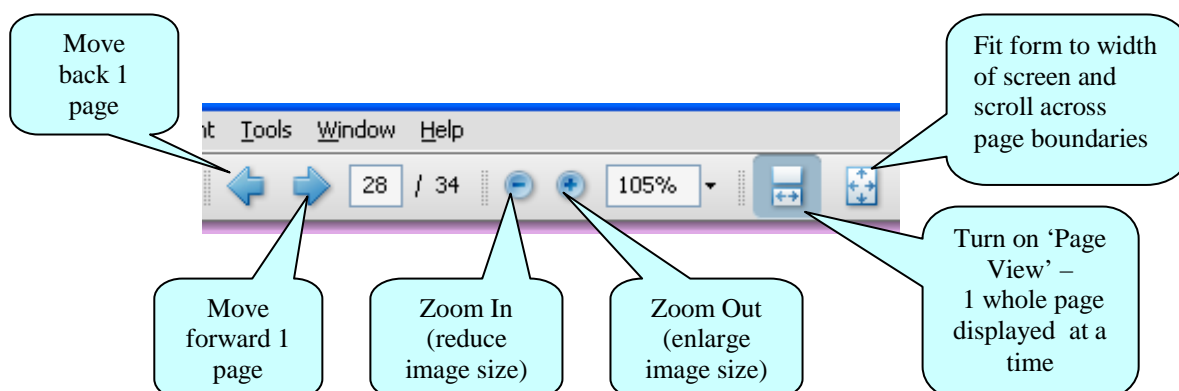 Move
back 1
page
Fit form to width
of screen and
scroll across
page boundaries
nt Tools Window Help
28 / 34 105%
Move
forward 1
page
Zoom In
(reduce
image size)
Zoom Out
(enlarge
image size)
Turn on ‘Page
View’ –
1 whole page
displayed at a
time